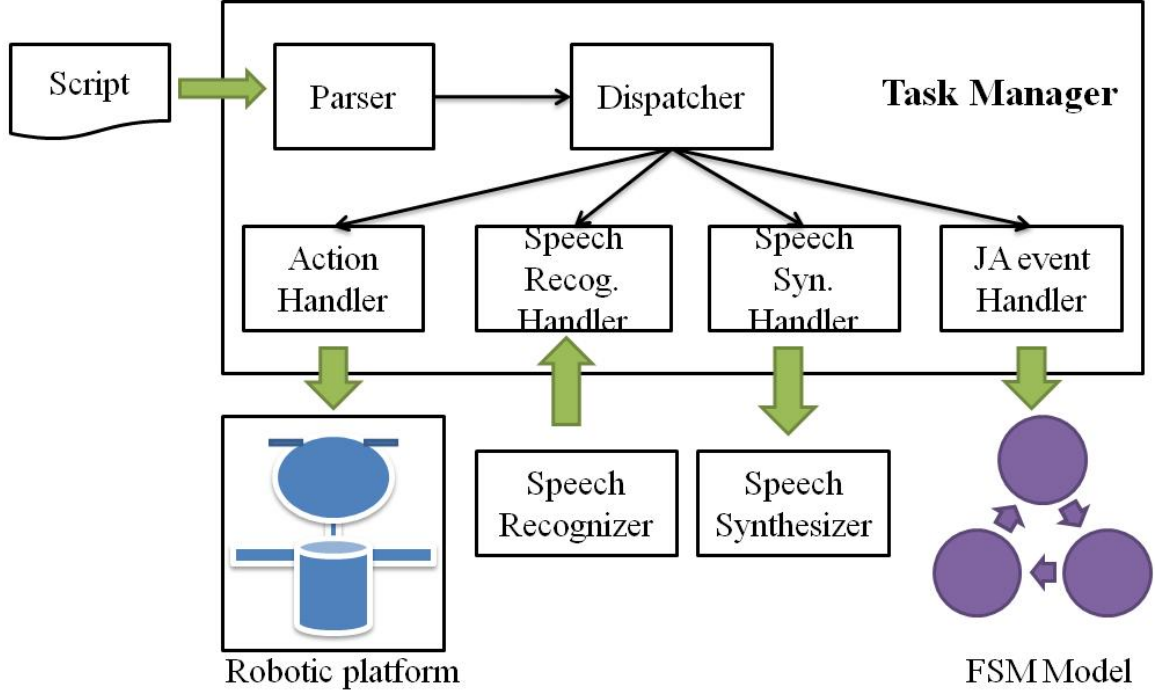 Script
Parser
Dispatcher
Task Manager
Action
Handler
Speech
Recog.
Handler
Speech
Syn.
Handler
JA event
Handler
Speech
Recognizer
Speech
Synthesizer
Robotic platform
FSM Model